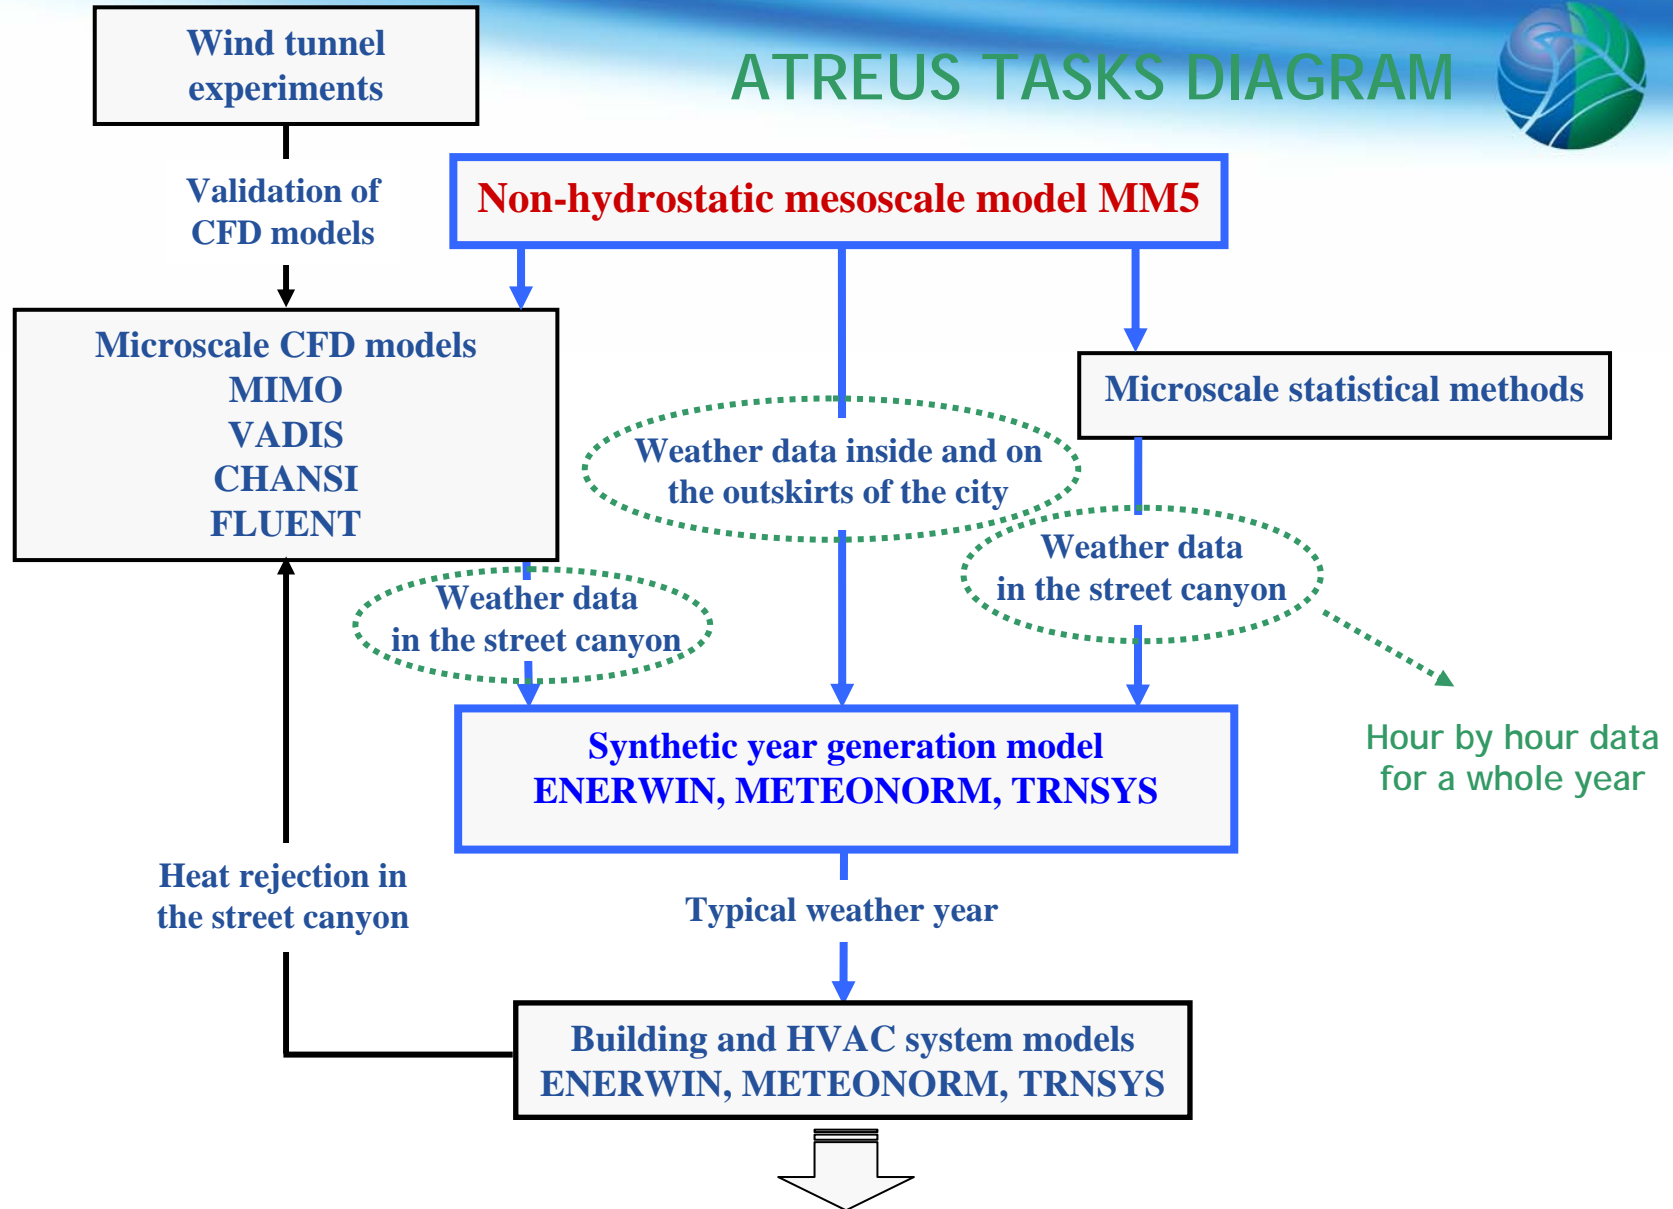 Wind tunnel
experiments
ATREUS TASKS DIAGRAM
Validation of
CFD models
Non-hydrostatic mesoscale model MM5
Microscale CFD models
MIMO
VADIS
CHANSI
FLUENT
Microscale statistical methods
Weather data inside and on
the outskirts of the city
Weather data
in the street canyon
Weather data
in the street canyon
Hour by hour data
for a whole year
Synthetic year generation model
ENERWIN, METEONORM, TRNSYS
Heat rejection in
the street canyon
Typical weather year
Building and HVAC system models
ENERWIN, METEONORM, TRNSYS